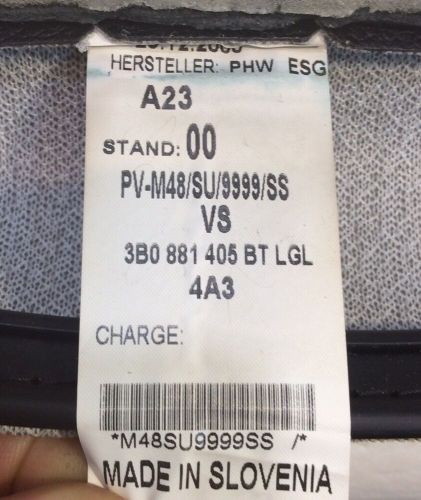 HERSTELLER: PHW ESG
A23
STAND: 00
PV-M48/SU/9999/SS
VS
3B0 881 405 BT LGL
4A3
CHARGE:
*M48SU9999SS /*
MADE IN SLOVENIA